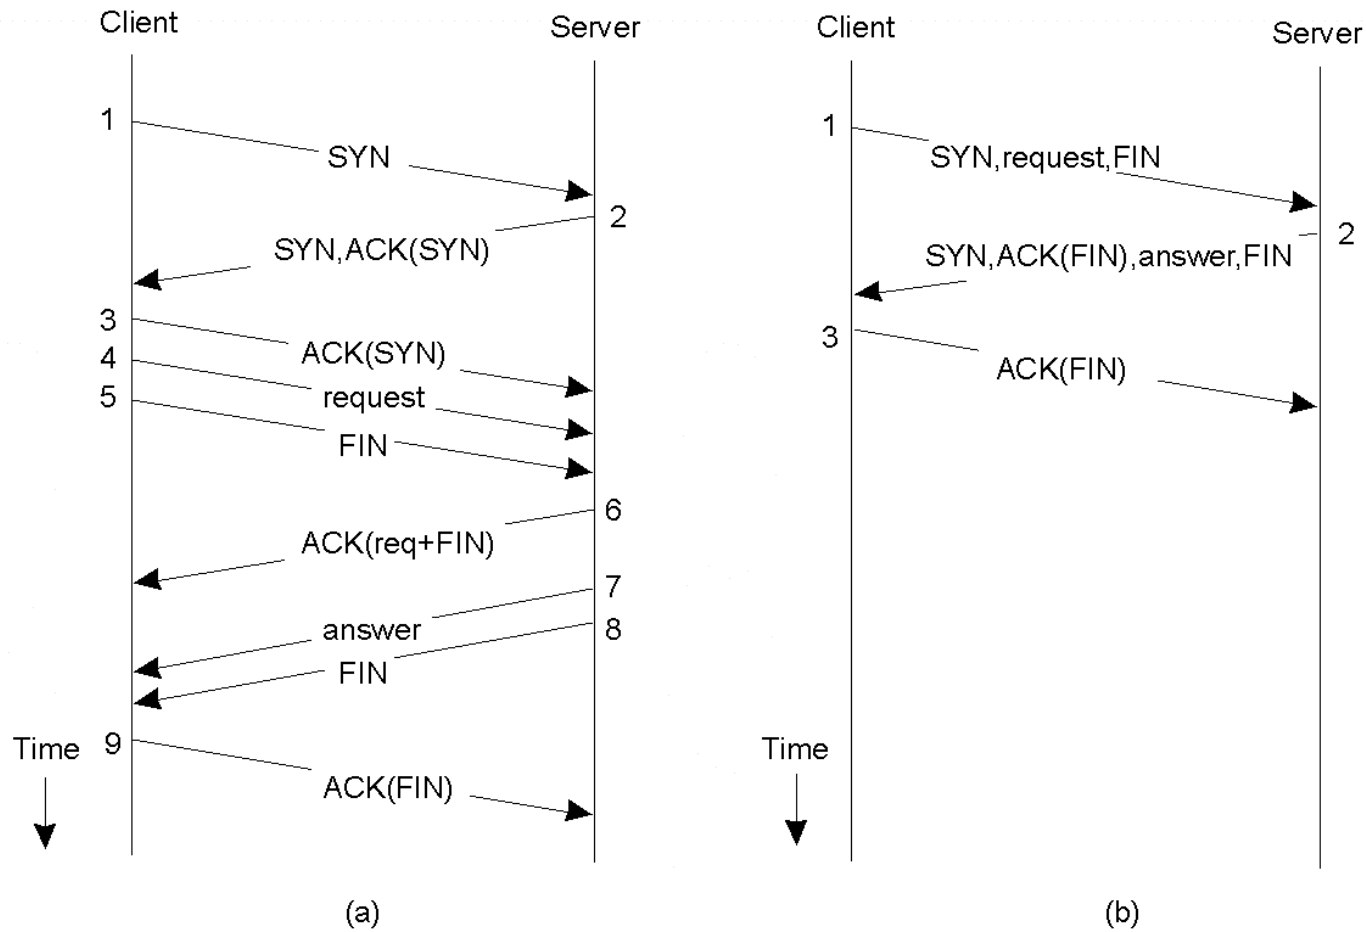 Client
Server
1
SYN
2
SYN,ACK(SYN)
3
ACK(SYN)
4
request
5
FIN
6
ACK(req+FIN)
7
answer
8
FIN
9
Time
ACK(FIN)
(a)
Client
Server
1
SYN,request,FIN
2
SYN,ACK(FIN),answer,FIN
3
ACK(FIN)
Time
(b)